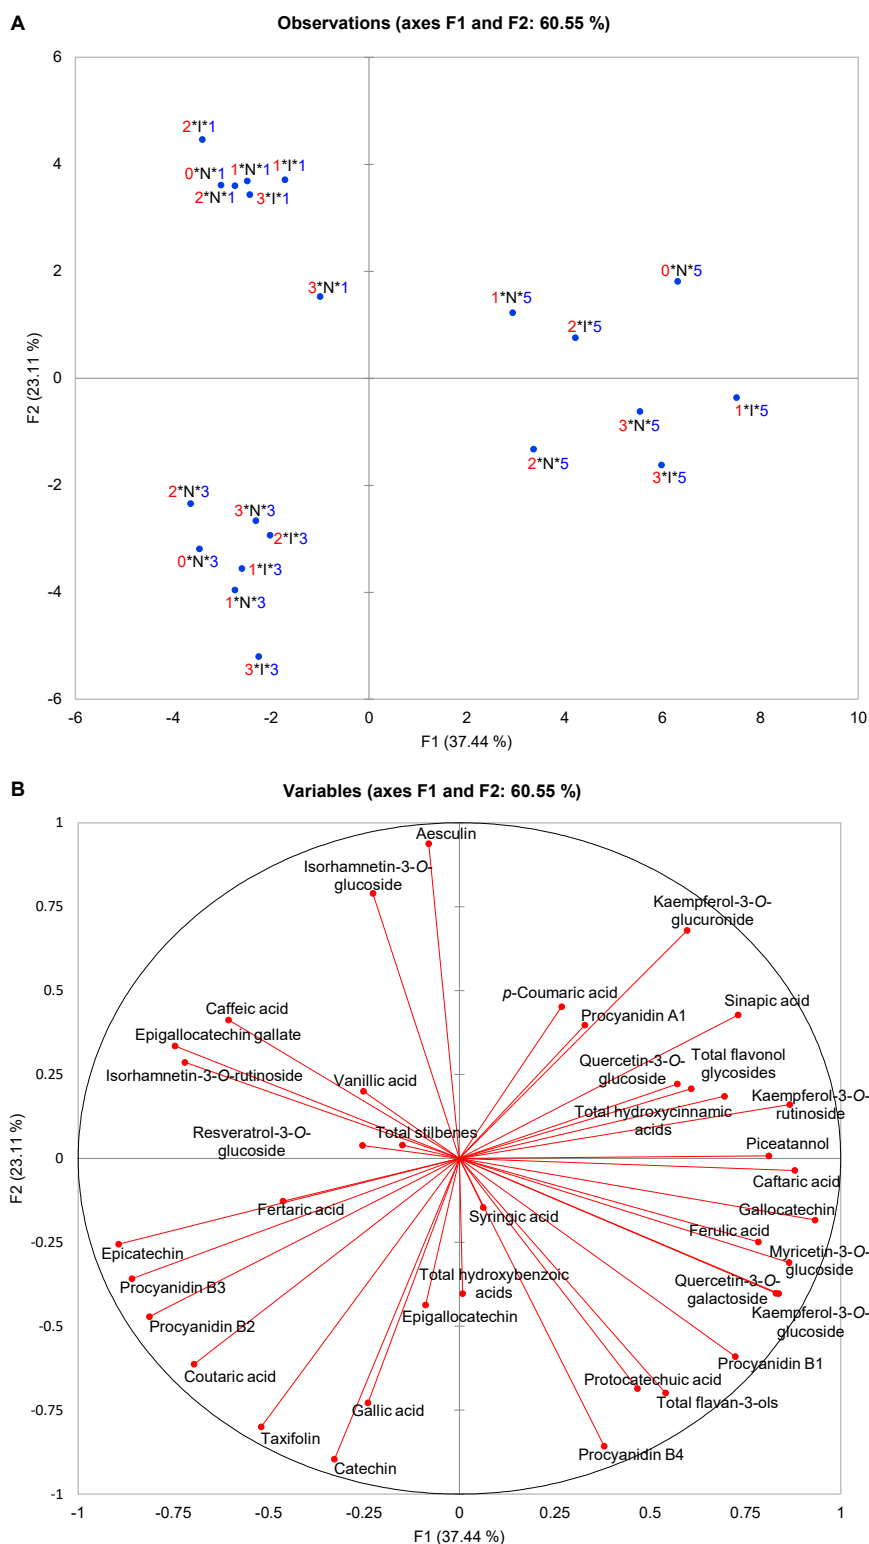 A
Observations (axes F1 and F2: 60.55 %)
6
4
2
0
-2
-4
-6
F2 (23.11 %)
2*I*1
0*N*1
1*N*1
1*I*1
2*N*1
3*I*1
3*N*1
0*N*5
1*N*5
2*I*5
1*I*5
3*N*5
2*N*5
3*I*5
2*N*3
3*N*3
2*I*3
0*N*3
1*I*3
1*N*3
3*I*3
-6
-4
-2
0
2
4
6
8
10
F1 (37.44 %)
B
Variables (axes F1 and F2: 60.55 %)
1
0.75
0.5
0.25
0
-0.25
-0.5
-0.75
-1
F2 (23.11 %)
Aesculin
Isorhamnetin-3-O-
glucoside
Kaempferol-3-O-
glucuronide
p-Coumaric acid
Sinapic acid
Caffeic acid
Procyanidin A1
Epigallocatechin gallate
Quercetin-3-O-
glucoside
Total flavonol
glycosides
Isorhamnetin-3-O-rutinoside
Vanillic acid
Kaempferol-3-O-
rutinoside
Total hydroxycinnamic
acids
Resveratrol-3-O-
glucoside
Total stilbenes
Piceatannol
Caftaric acid
Fertaric acid
Syringic acid
Gallocatechin
Ferulic acid
Epicatechin
Myricetin-3-O-
glucoside
Procyanidin B3
Total hydroxybenzoic
acids
Quercetin-3-O-
galactoside
Epigallocatechin
Kaempferol-3-O-
glucoside
Procyanidin B2
Procyanidin B1
Coutaric acid
Protocatechuic acid
Total flavan-3-ols
Gallic acid
Taxifolin
Procyanidin B4
Catechin
-1
-0.75
-0.5
-0.25
0
0.25
0.5
0.75
1
F1 (37.44 %)